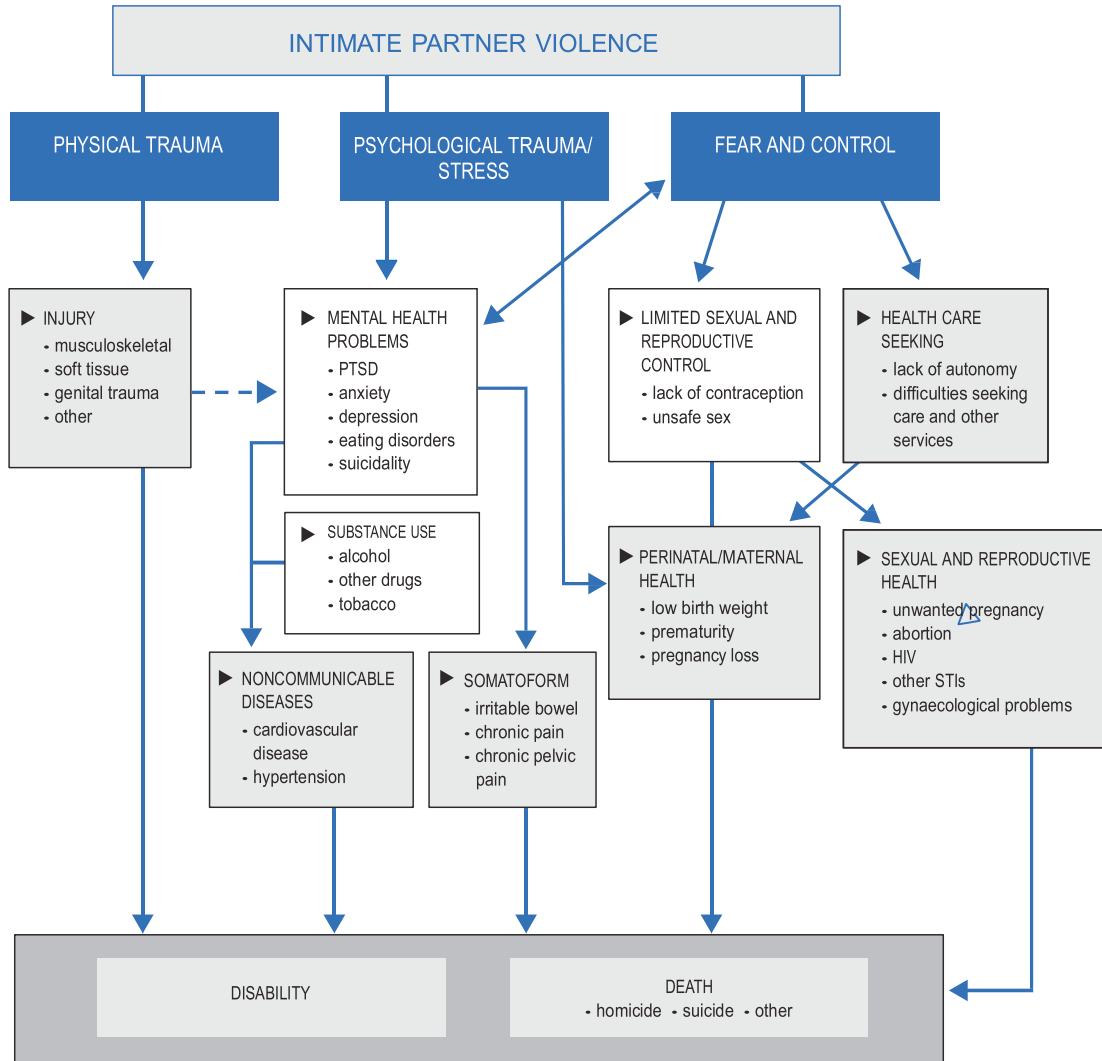 INTIMATE PARTNER VIOLENCE
PHYSICAL TRAUMA
PSYCHOLOGICAL TRAUMA/
STRESS
FEAR AND CONTROL
► INJURY
- musculoskeletal
- soft tissue
- genital trauma
- other
► MENTAL HEALTH
PROBLEMS
- PTSD
- anxiety
- depression
- eating disorders
- suicidality
► LIMITED SEXUAL AND
REPRODUCTIVE
CONTROL
- lack of contraception
- unsafe sex
► HEALTH CARE
SEEKING
- lack of autonomy
- difficulties seeking
care and other
services
► SUBSTANCE USE
- alcohol
- other drugs
- tobacco
► PERINATAL/MATERNAL
HEALTH
- low birth weight
- prematurity
- pregnancy loss
► SEXUAL AND REPRODUCTIVE
HEALTH
- unwanted pregnancy
- abortion
- HIV
- other STIs
- gynaecological problems
► NONCOMMUNICABLE
DISEASES
- cardiovascular
disease
- hypertension
► SOMATOFORM
- irritable bowel
- chronic pain
- chronic pelvic
pain
DISABILITY
DEATH
- homicide - suicide - other